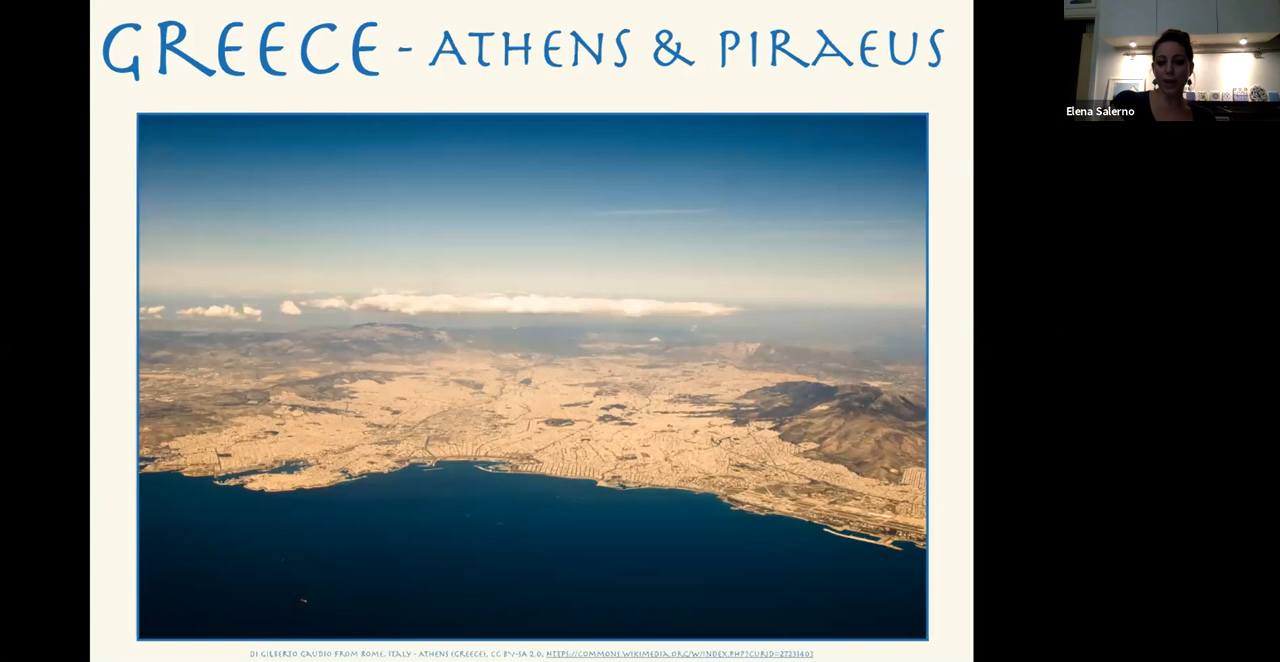 GREECE - ATHENS & PIRAEUS
Elena Salerno
DI GILBERTO GAUDIO FROM ROME, ITALY - ATHENS (GREECE), CC BY-SA 2.0, HTTPS://COMMONS.WIKIMEDIA.ORG/W/INDEX.PHP?CURID=27233403